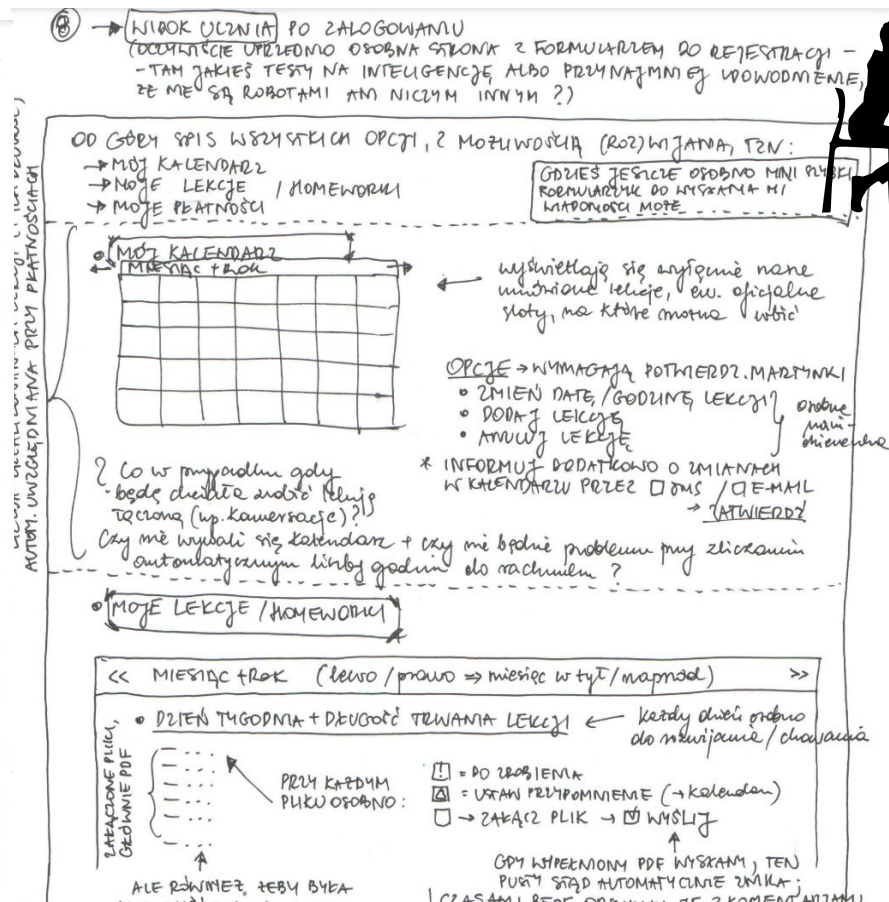 ② → WIDOK UCZNIA PO ZALOGOWANIU
(OCZYWIŚCIE UPRZEDNIO OSOBNA STRONA Z FORMULARZEM DO REJESTRACJI –
– TAM JAKIEŚ TESTY NA INTELIGENCJĘ ALBO PRZYNAJMNIEJ UDOWODNIENIE,
ŻE NIE SĄ ROBOTAMI ANI NICZYM INNYM?)
OD GÓRY SPIS WSZYSTKICH OPCJI, Z MOŻLIWOŚCIĄ (ROZ)WIJANIA, TZN:
→ MÓJ KALENDARZ
→ MOJE LEKCJE / HOMEWORKI
→ MOJE PŁATNOŚCI
GDZIEŚ JESZCZE OSOBNO MINI SZYBKI
FORMULARZYK DO WYSŁANIA MI
WIADOMOŚCI MOŻE
• MÓJ KALENDARZ
MIESIĄC + ROK
← wyświetlają się wyłącznie nasze
umówione lekcje, ew. oficjalne
sloty, na które można wbić
OPCJE → WYMAGAJĄ POTWIERDZ. MARTYNKI
• ZMIEŃ DATĘ / GODZINĘ LEKCJI
• DODAJ LEKCJĘ
• ANULUJ LEKCJĘ
osobne
okienka
* INFORMUJ DODATKOWO O ZMIANACH
W KALENDARZU PRZEZ □ SMS / □ E-MAIL
→ ZATWIERDŹ
? Co w przypadku gdy
będę chciała zrobić lekcję
łączoną (np. konwersacje)?
Czy nie wywali się kalendarz + czy nie będzie problemu przy zliczaniu
automatycznym liczby godzin do rachunku?
AUTOM. UWZGLĘDNIANA PRZY PŁATNOŚCIACH
• MOJE LEKCJE / HOMEWORKI
<< MIESIĄC + ROK (lewo / prawo ⇒ miesiąc w tył / naprzód) >>
• DZIEŃ TYGODNIA + DŁUGOŚĆ TRWANIA LEKCJI ← każdy dzień osobno
do rozwijania / chowania
ZAŁĄCZONE PLIKI,
GŁÓWNIE PDF
PRZY KAŻDYM
PLIKU OSOBNO:
[!] = DO ZROBIENIA
= USTAW PRZYPOMNIENIE (→ kalendarz)
□ → ZAŁĄCZ PLIK → ☑ WYŚLIJ
GDY WYPEŁNIONY PDF WYSŁANY, TEN
PUSTY STĄD AUTOMATYCZNIE ZNIKA;
ALE RÓWNIEŻ, ŻEBY BYŁA